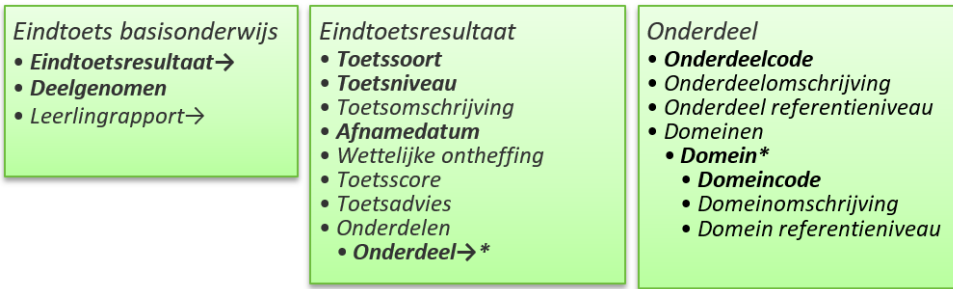 Eindtoets basisonderwijs
• Eindtoetsresultaat→
• Deelgenomen
• Leerlingrapport→
Eindtoetsresultaat
• Toetssoort
• Toetsniveau
• Toetsomschrijving
• Afnamedatum
• Wettelijke ontheffing
• Toetsscore
• Toetsadvies
• Onderdelen
• Onderdeel→*
Onderdeel
• Onderdeelcode
• Onderdeelomschrijving
• Onderdeel referentieniveau
• Domeinen
• Domein*
• Domeincode
• Domeinomschrijving
• Domein referentieniveau